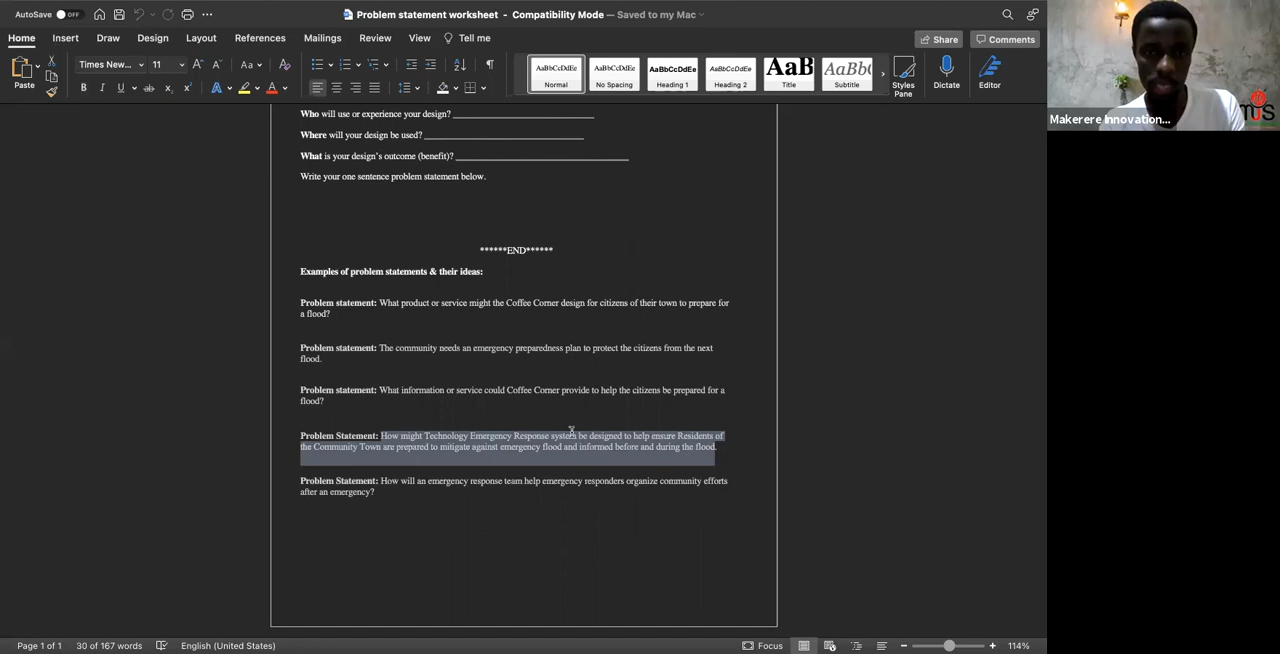 AutoSave OFF
Problem statement worksheet - Compatibility Mode — Saved to my Mac
Home Insert Draw Design Layout References Mailings Review View Tell me
Share Comments
Paste
Times New... 11
Aa
AaBbCcDdEe
Normal
AaBbCcDdEe
No Spacing
AaBbCcDdEe
Heading 1
AaBbCcDdEe
Heading 2
AaB
Title
AaBb(
Subtitle
Styles
Pane
Dictate
Editor
Who will use or experience your design? ____________________
Where will your design be used? ____________________
What is your design's outcome (benefit)? ____________________
Write your one sentence problem statement below.
******END******
Examples of problem statements & their ideas:
Problem statement: What product or service might the Coffee Corner design for citizens of their town to prepare for
a flood?
Problem statement: The community needs an emergency preparedness plan to protect the citizens from the next
flood.
Problem statement: What information or service could Coffee Corner provide to help the citizens be prepared for a
flood?
Problem Statement: How might Technology Emergency Response system be designed to help ensure Residents of
the Community Town are prepared to mitigate against emergency flood and informed before and during the flood.
Problem Statement: How will an emergency response team help emergency responders organize community efforts
after an emergency?
Page 1 of 1 30 of 167 words English (United States) Focus 114%
Makerere Innovation...